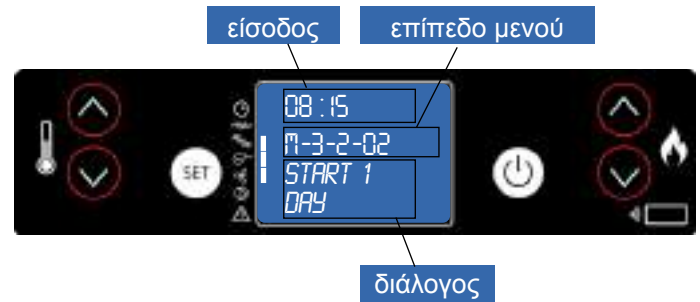 είσοδος
επίπεδο μενού
08:15
M-3-2-02
SET
START 1
DAY
διάλογος